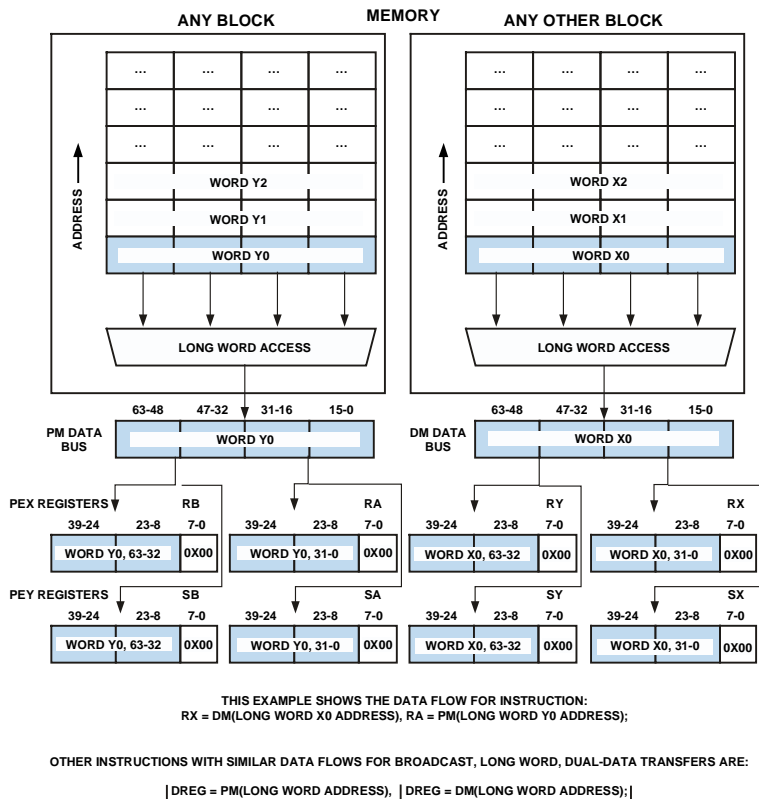 MEMORY
ANY BLOCK
ANY OTHER BLOCK
... ... ... ...
... ... ... ...
... ... ... ...
WORD Y2
WORD Y1
WORD Y0
ADDRESS
LONG WORD ACCESS
... ... ... ...
... ... ... ...
... ... ... ...
WORD X2
WORD X1
WORD X0
ADDRESS
LONG WORD ACCESS
63-48 47-32 31-16 15-0
PM DATA
BUS
WORD Y0
63-48 47-32 31-16 15-0
DM DATA
BUS
WORD X0
PEX REGISTERS RB RA RY RX
39-24 23-8 7-0 39-24 23-8 7-0 39-24 23-8 7-0 39-24 23-8 7-0
WORD Y0, 63-32 0X00 WORD Y0, 31-0 0X00 WORD X0, 63-32 0X00 WORD X0, 31-0 0X00
PEY REGISTERS SB SA SY SX
39-24 23-8 7-0 39-24 23-8 7-0 39-24 23-8 7-0 39-24 23-8 7-0
WORD Y0, 63-32 0X00 WORD Y0, 31-0 0X00 WORD X0, 63-32 0X00 WORD X0, 31-0 0X00
THIS EXAMPLE SHOWS THE DATA FLOW FOR INSTRUCTION:
RX = DM(LONG WORD X0 ADDRESS), RA = PM(LONG WORD Y0 ADDRESS);
OTHER INSTRUCTIONS WITH SIMILAR DATA FLOWS FOR BROADCAST, LONG WORD, DUAL-DATA TRANSFERS ARE:
| DREG = PM(LONG WORD ADDRESS), | DREG = DM(LONG WORD ADDRESS);|